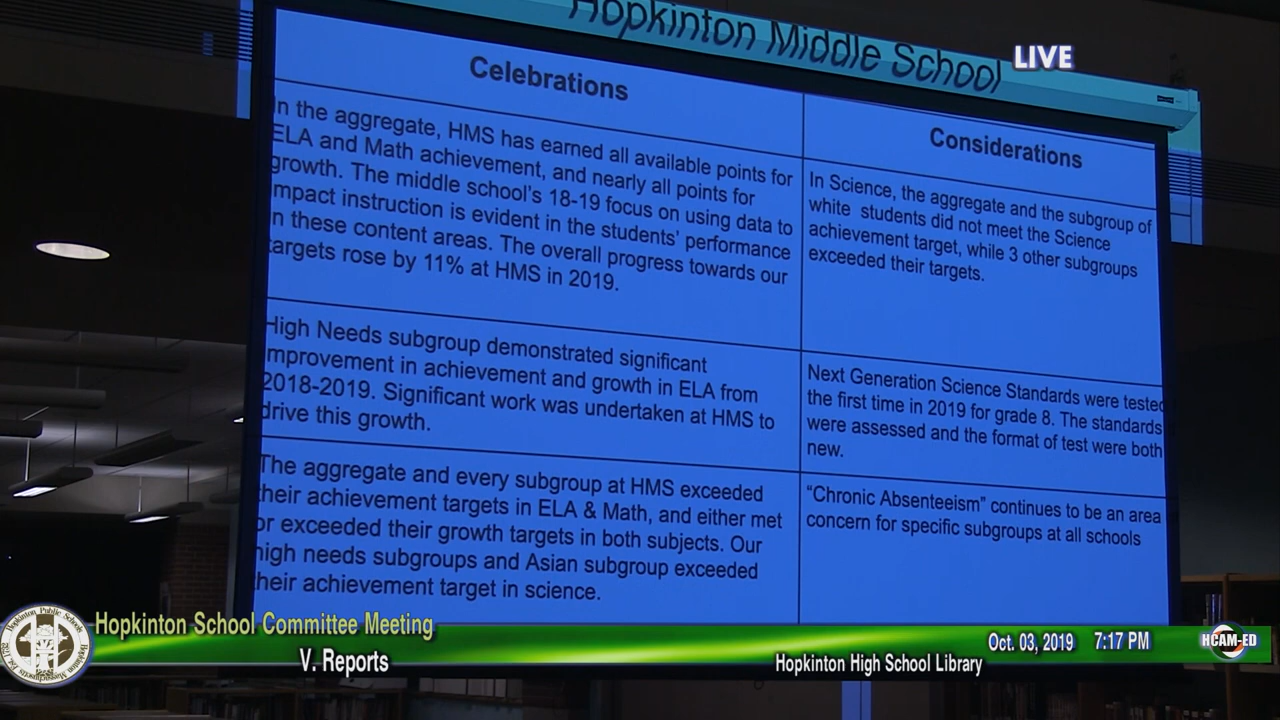 Hopkinton Middle School
LIVE
Celebrations
In the aggregate, HMS has earned all available points for
ELA and Math achievement, and nearly all points for
growth. The middle school's 18-19 focus on using data to
impact instruction is evident in the students' performance
in these content areas. The overall progress towards our
targets rose by 11% at HMS in 2019.
Considerations
In Science, the aggregate and the subgroup of
white students did not meet the Science
achievement target, while 3 other subgroups
exceeded their targets.
High Needs subgroup demonstrated significant
improvement in achievement and growth in ELA from
2018-2019. Significant work was undertaken at HMS to
drive this growth.
Next Generation Science Standards were tested
the first time in 2019 for grade 8. The standards
were assessed and the format of test were both
new.
The aggregate and every subgroup at HMS exceeded
their achievement targets in ELA & Math, and either met
or exceeded their growth targets in both subjects. Our
high needs subgroups and Asian subgroup exceeded
their achievement target in science.
"Chronic Absenteeism" continues to be an area
concern for specific subgroups at all schools
Hopkinton School Committee Meeting
V. Reports
Oct. 03, 2019 7:17 PM
Hopkinton High School Library
HCAM-ED
Hopkinton Public Schools